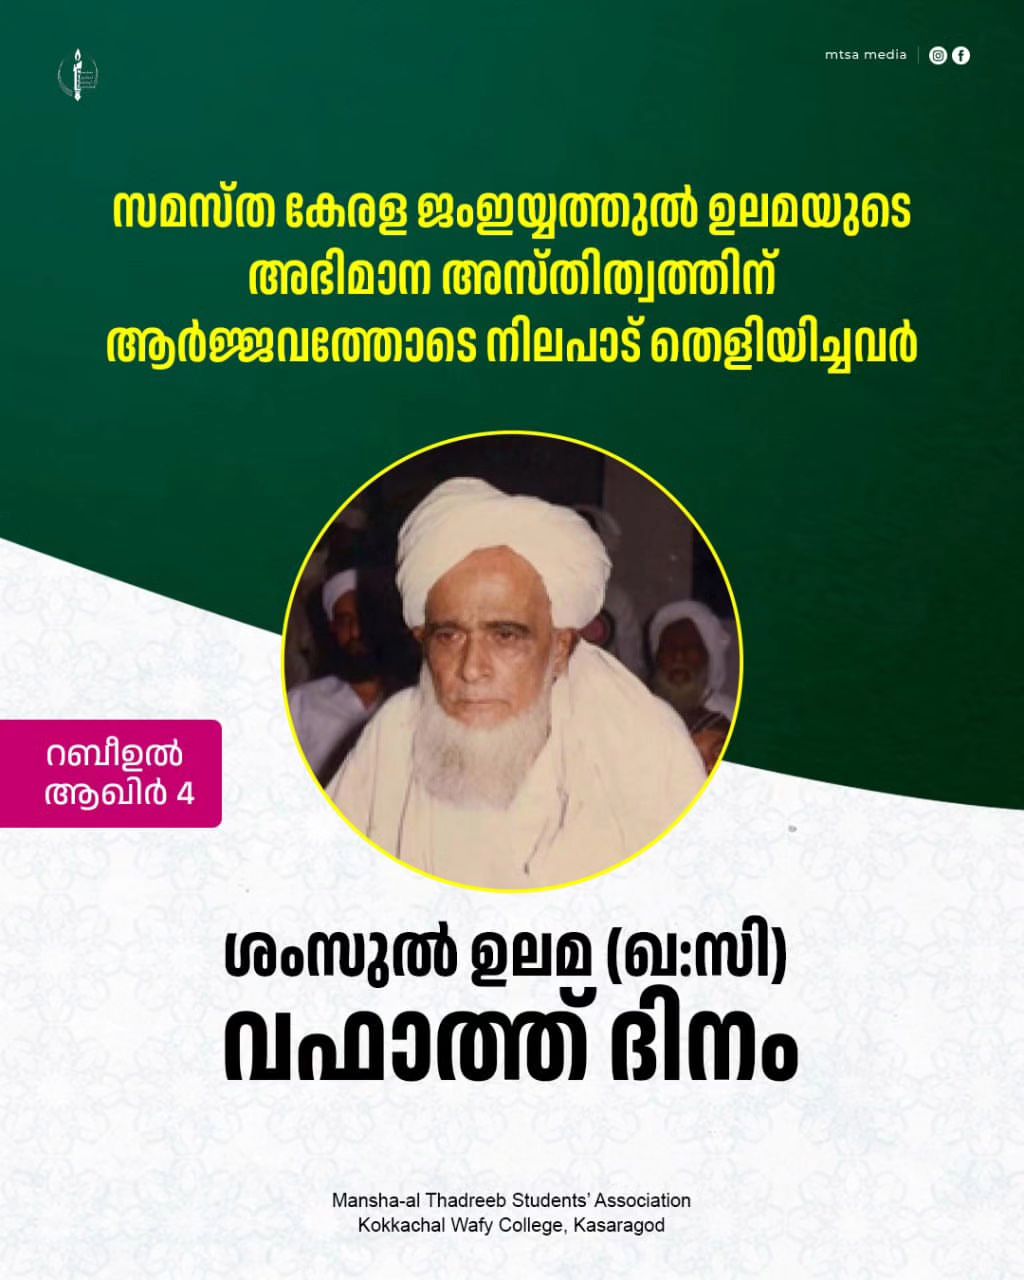 mtsa media
സമസ്ത കേരള ജംഇയ്യത്തുൽ ഉലമയുടെ
അഭിമാന അസ്തിത്വത്തിന്
ആർജ്ജവത്തോടെ നിലപാട് തെളിയിച്ചവർ
റബീഉൽ
ആഖിർ 4
ശംസുൽ ഉലമ (ഖ:സി)
വഫാത്ത് ദിനം
Mansha-al Thadreeb Students' Association
Kokkachal Wafy College, Kasaragod